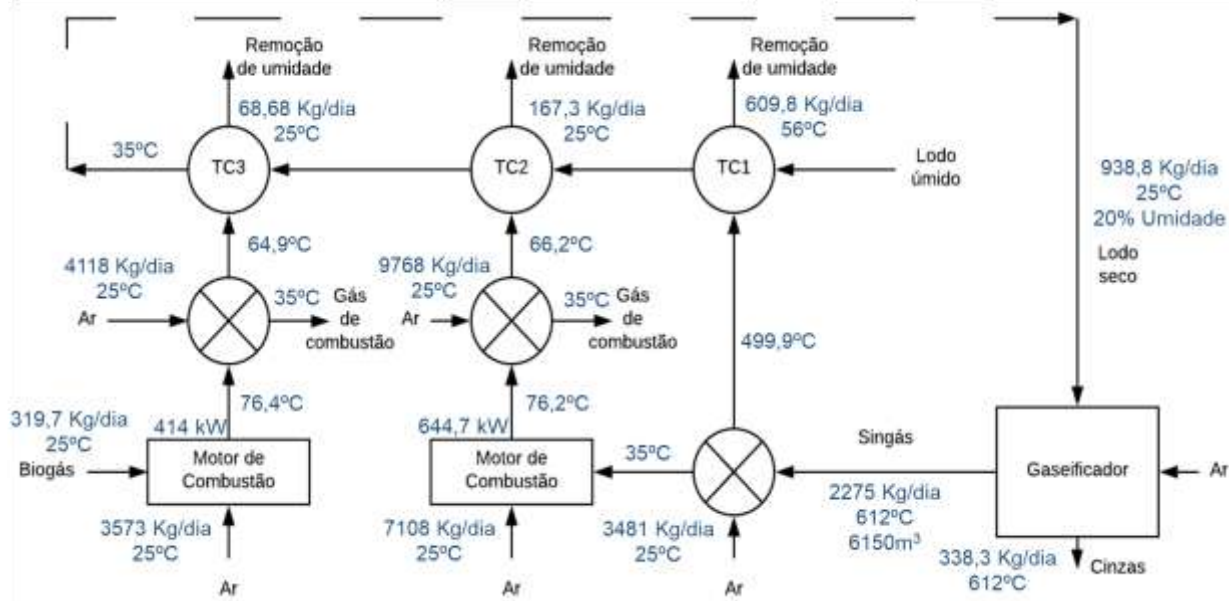 Remoção
de umidade
68,68 Kg/dia
25ºC
Remoção
de umidade
167,3 Kg/dia
25ºC
Remoção
de umidade
609,8 Kg/dia
56ºC
35ºC
TC3
TC2
TC1
Lodo
úmido
938,8 Kg/dia
25ºC
20% Umidade
Lodo
seco
4118 Kg/dia
25ºC
Ar
64,9ºC
35ºC
Gás
de
combustão
9768 Kg/dia
25ºC
Ar
66,2ºC
35ºC
Gás
de
combustão
499,9ºC
319,7 Kg/dia
25ºC
Biogás
414 kW
76,4ºC
Motor de
Combustão
3573 Kg/dia
25ºC
Ar
644,7 kW
76,2ºC
Motor de
Combustão
7108 Kg/dia
25ºC
Ar
35ºC
3481 Kg/dia
25ºC
Ar
Singás
2275 Kg/dia
612ºC
6150m³
Gaseificador
Ar
338,3 Kg/dia
612ºC
Cinzas